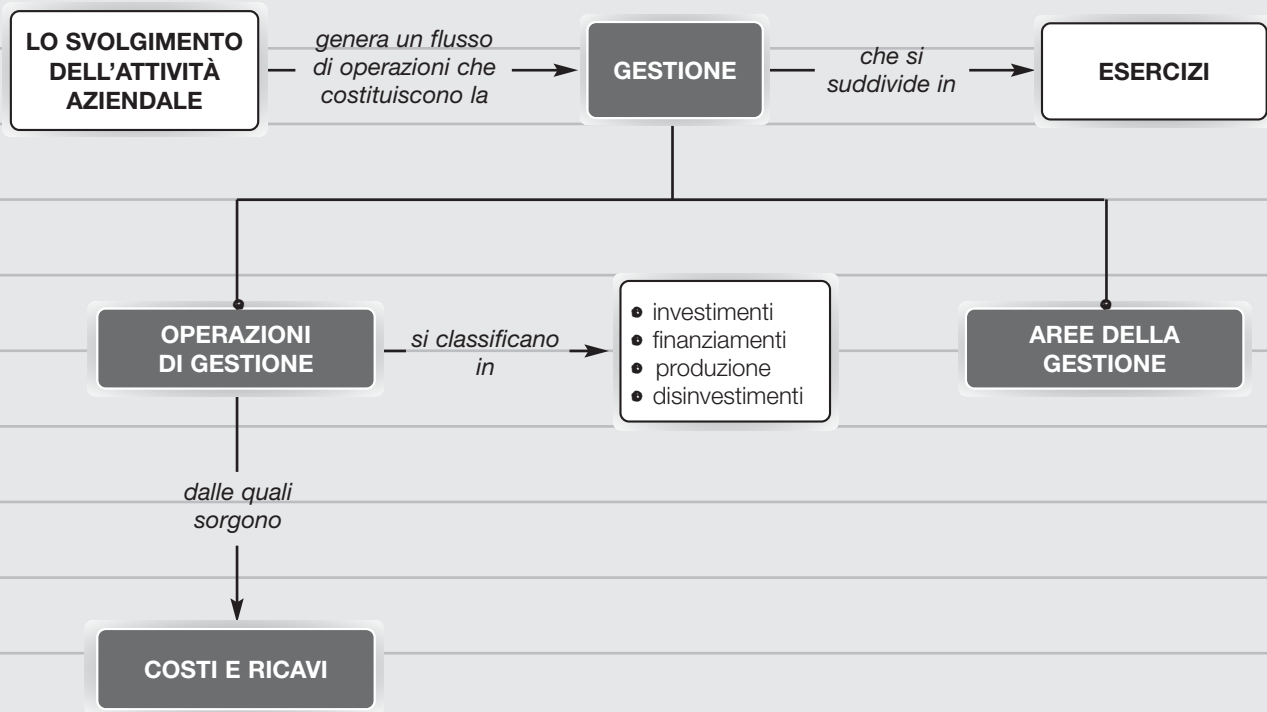 LO SVOLGIMENTO
DELL'ATTIVITÀ
AZIENDALE
genera un flusso
di operazioni che
costituiscono la
GESTIONE
che si
suddivide in
ESERCIZI
OPERAZIONI
DI GESTIONE
si classificano
in
• investimenti
• finanziamenti
• produzione
• disinvestimenti
AREE DELLA
GESTIONE
dalle quali
sorgono
COSTI E RICAVI